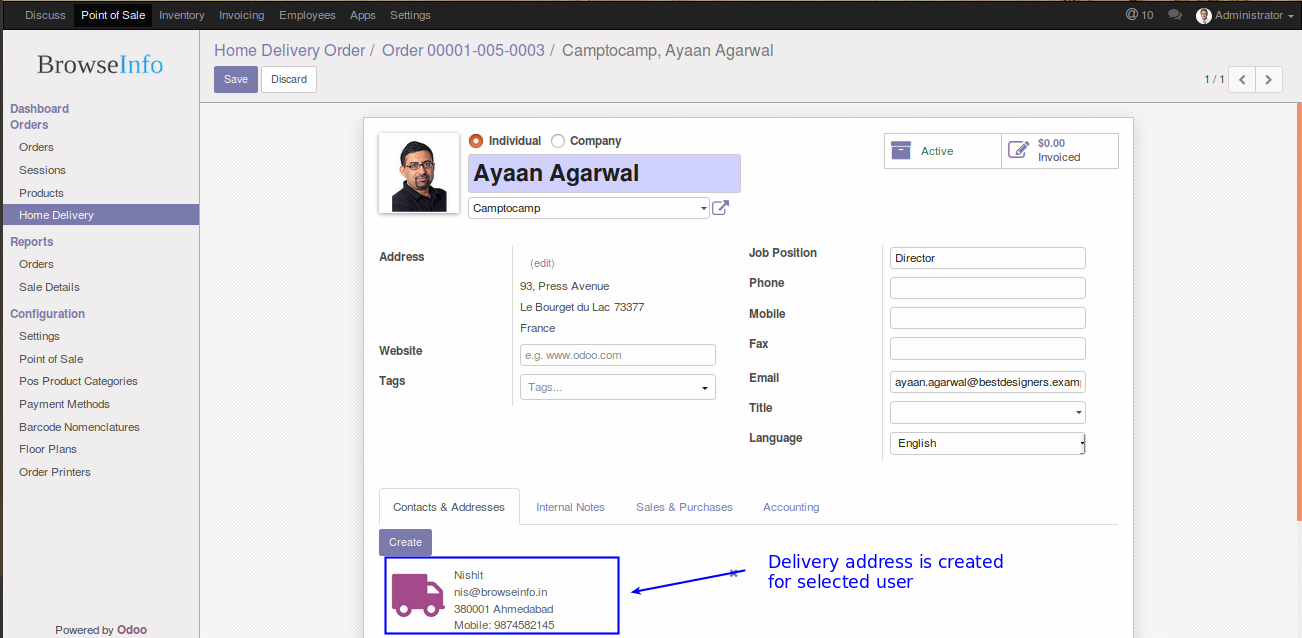 Discuss Point of Sale Inventory Invoicing Employees Apps Settings @ 10 Administrator
BrowseInfo
Home Delivery Order / Order 00001-005-0003 / Camptocamp, Ayaan Agarwal
Save Discard
1 / 1
Dashboard
Orders
Orders
Sessions
Products
Home Delivery
Reports
Orders
Sale Details
Configuration
Settings
Point of Sale
Pos Product Categories
Payment Methods
Barcode Nomenclatures
Floor Plans
Order Printers
Powered by Odoo
Individual Company
Ayaan Agarwal
Camptocamp
Active
$0.00
Invoiced
Address
(edit)
93, Press Avenue
Le Bourget du Lac 73377
France
Website e.g. www.odoo.com
Tags Tags...
Job Position Director
Phone
Mobile
Fax
Email ayaan.agarwal@bestdesigners.examp
Title
Language English
Contacts & Addresses Internal Notes Sales & Purchases Accounting
Create
Nishit
nis@browseinfo.in
380001 Ahmedabad
Mobile: 9874582145
Delivery address is created
for selected user